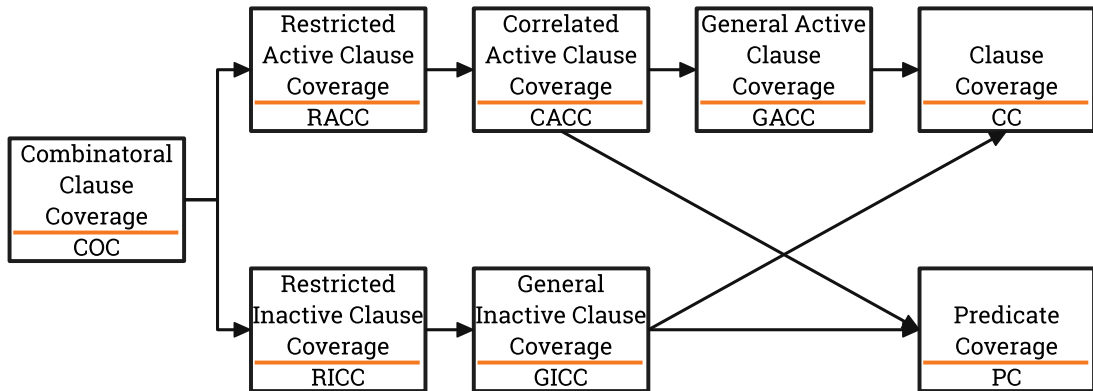 Restricted
Active Clause
Coverage
RACC
Correlated
Active Clause
Coverage
CACC
General Active
Clause
Coverage
GACC
Clause
Coverage
CC
Combinatoral
Clause
Coverage
COC
Restricted
Inactive Clause
Coverage
RICC
General
Inactive Clause
Coverage
GICC
Predicate
Coverage
PC